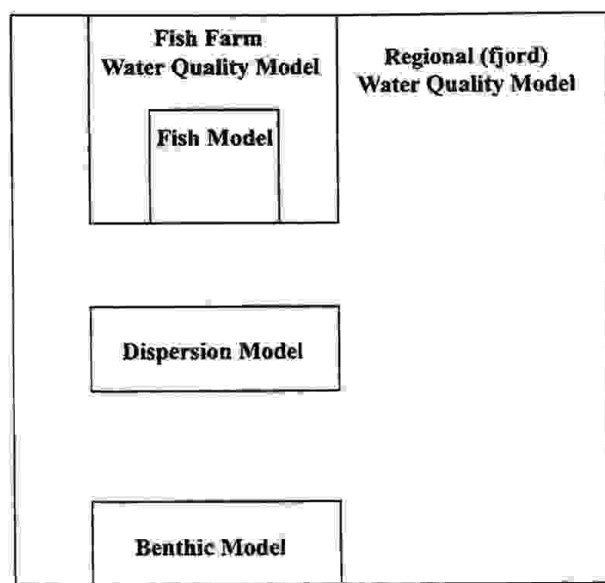 Fish Farm
Water Quality Model
Regional (fjord)
Water Quality Model
Fish Model
Dispersion Model
Benthic Model